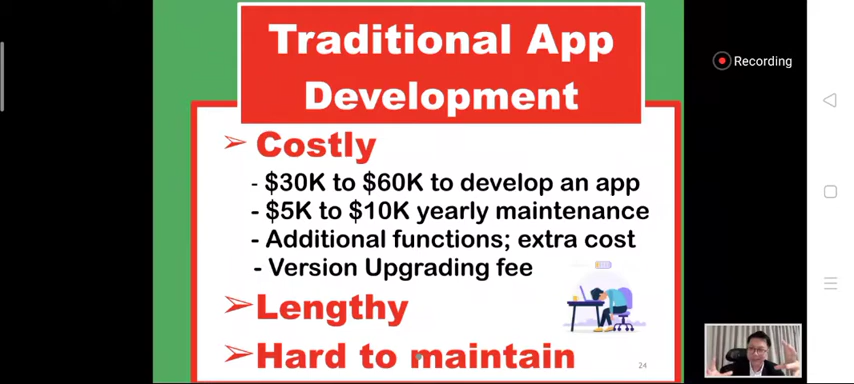 Traditional App
Development
Recording
➢ Costly
- $30K to $60K to develop an app
- $5K to $10K yearly maintenance
- Additional functions; extra cost
- Version Upgrading fee
➢ Lengthy
➢ Hard to maintain
24